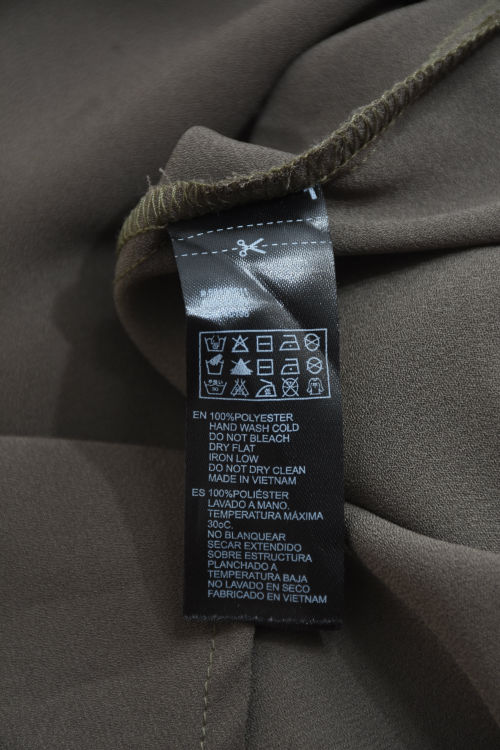 EN 100%POLYESTER
HAND WASH COLD
DO NOT BLEACH
DRY FLAT
IRON LOW
DO NOT DRY CLEAN
MADE IN VIETNAM
ES 100%POLIÉSTER
LAVADO A MANO.
TEMPERATURA MÁXIMA
30oC.
NO BLANQUEAR
SECAR EXTENDIDO
SOBRE ESTRUCTURA
PLANCHADO A
TEMPERATURA BAJA
NO LAVADO EN SECO
FABRICADO EN VIETNAM